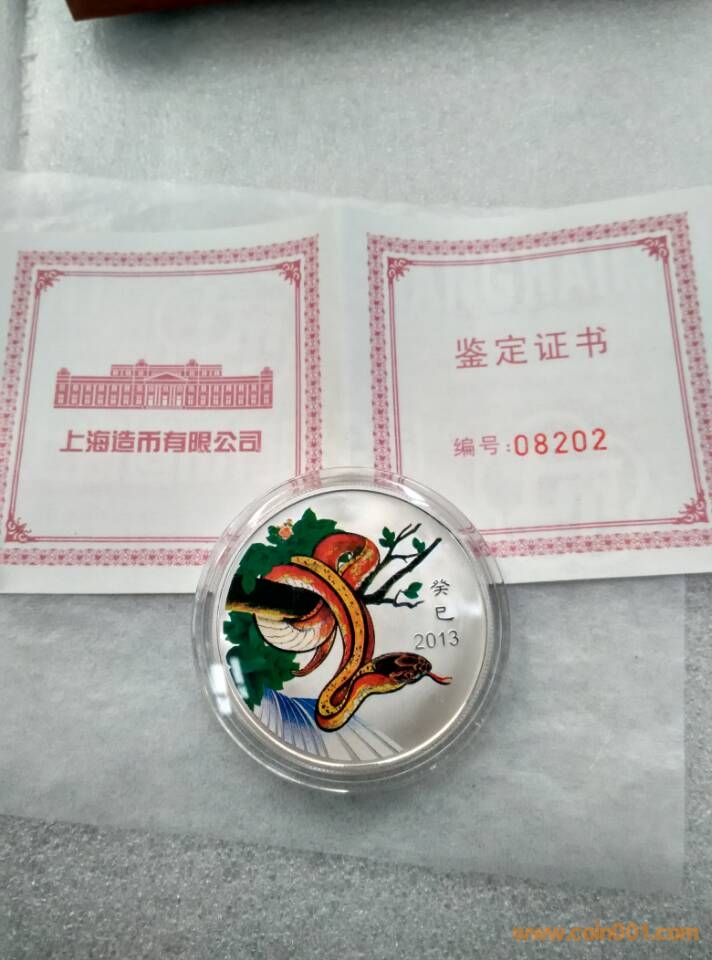 上海造币有限公司
鉴定证书
编号:08202
癸
巳
2013
www.coin001.com